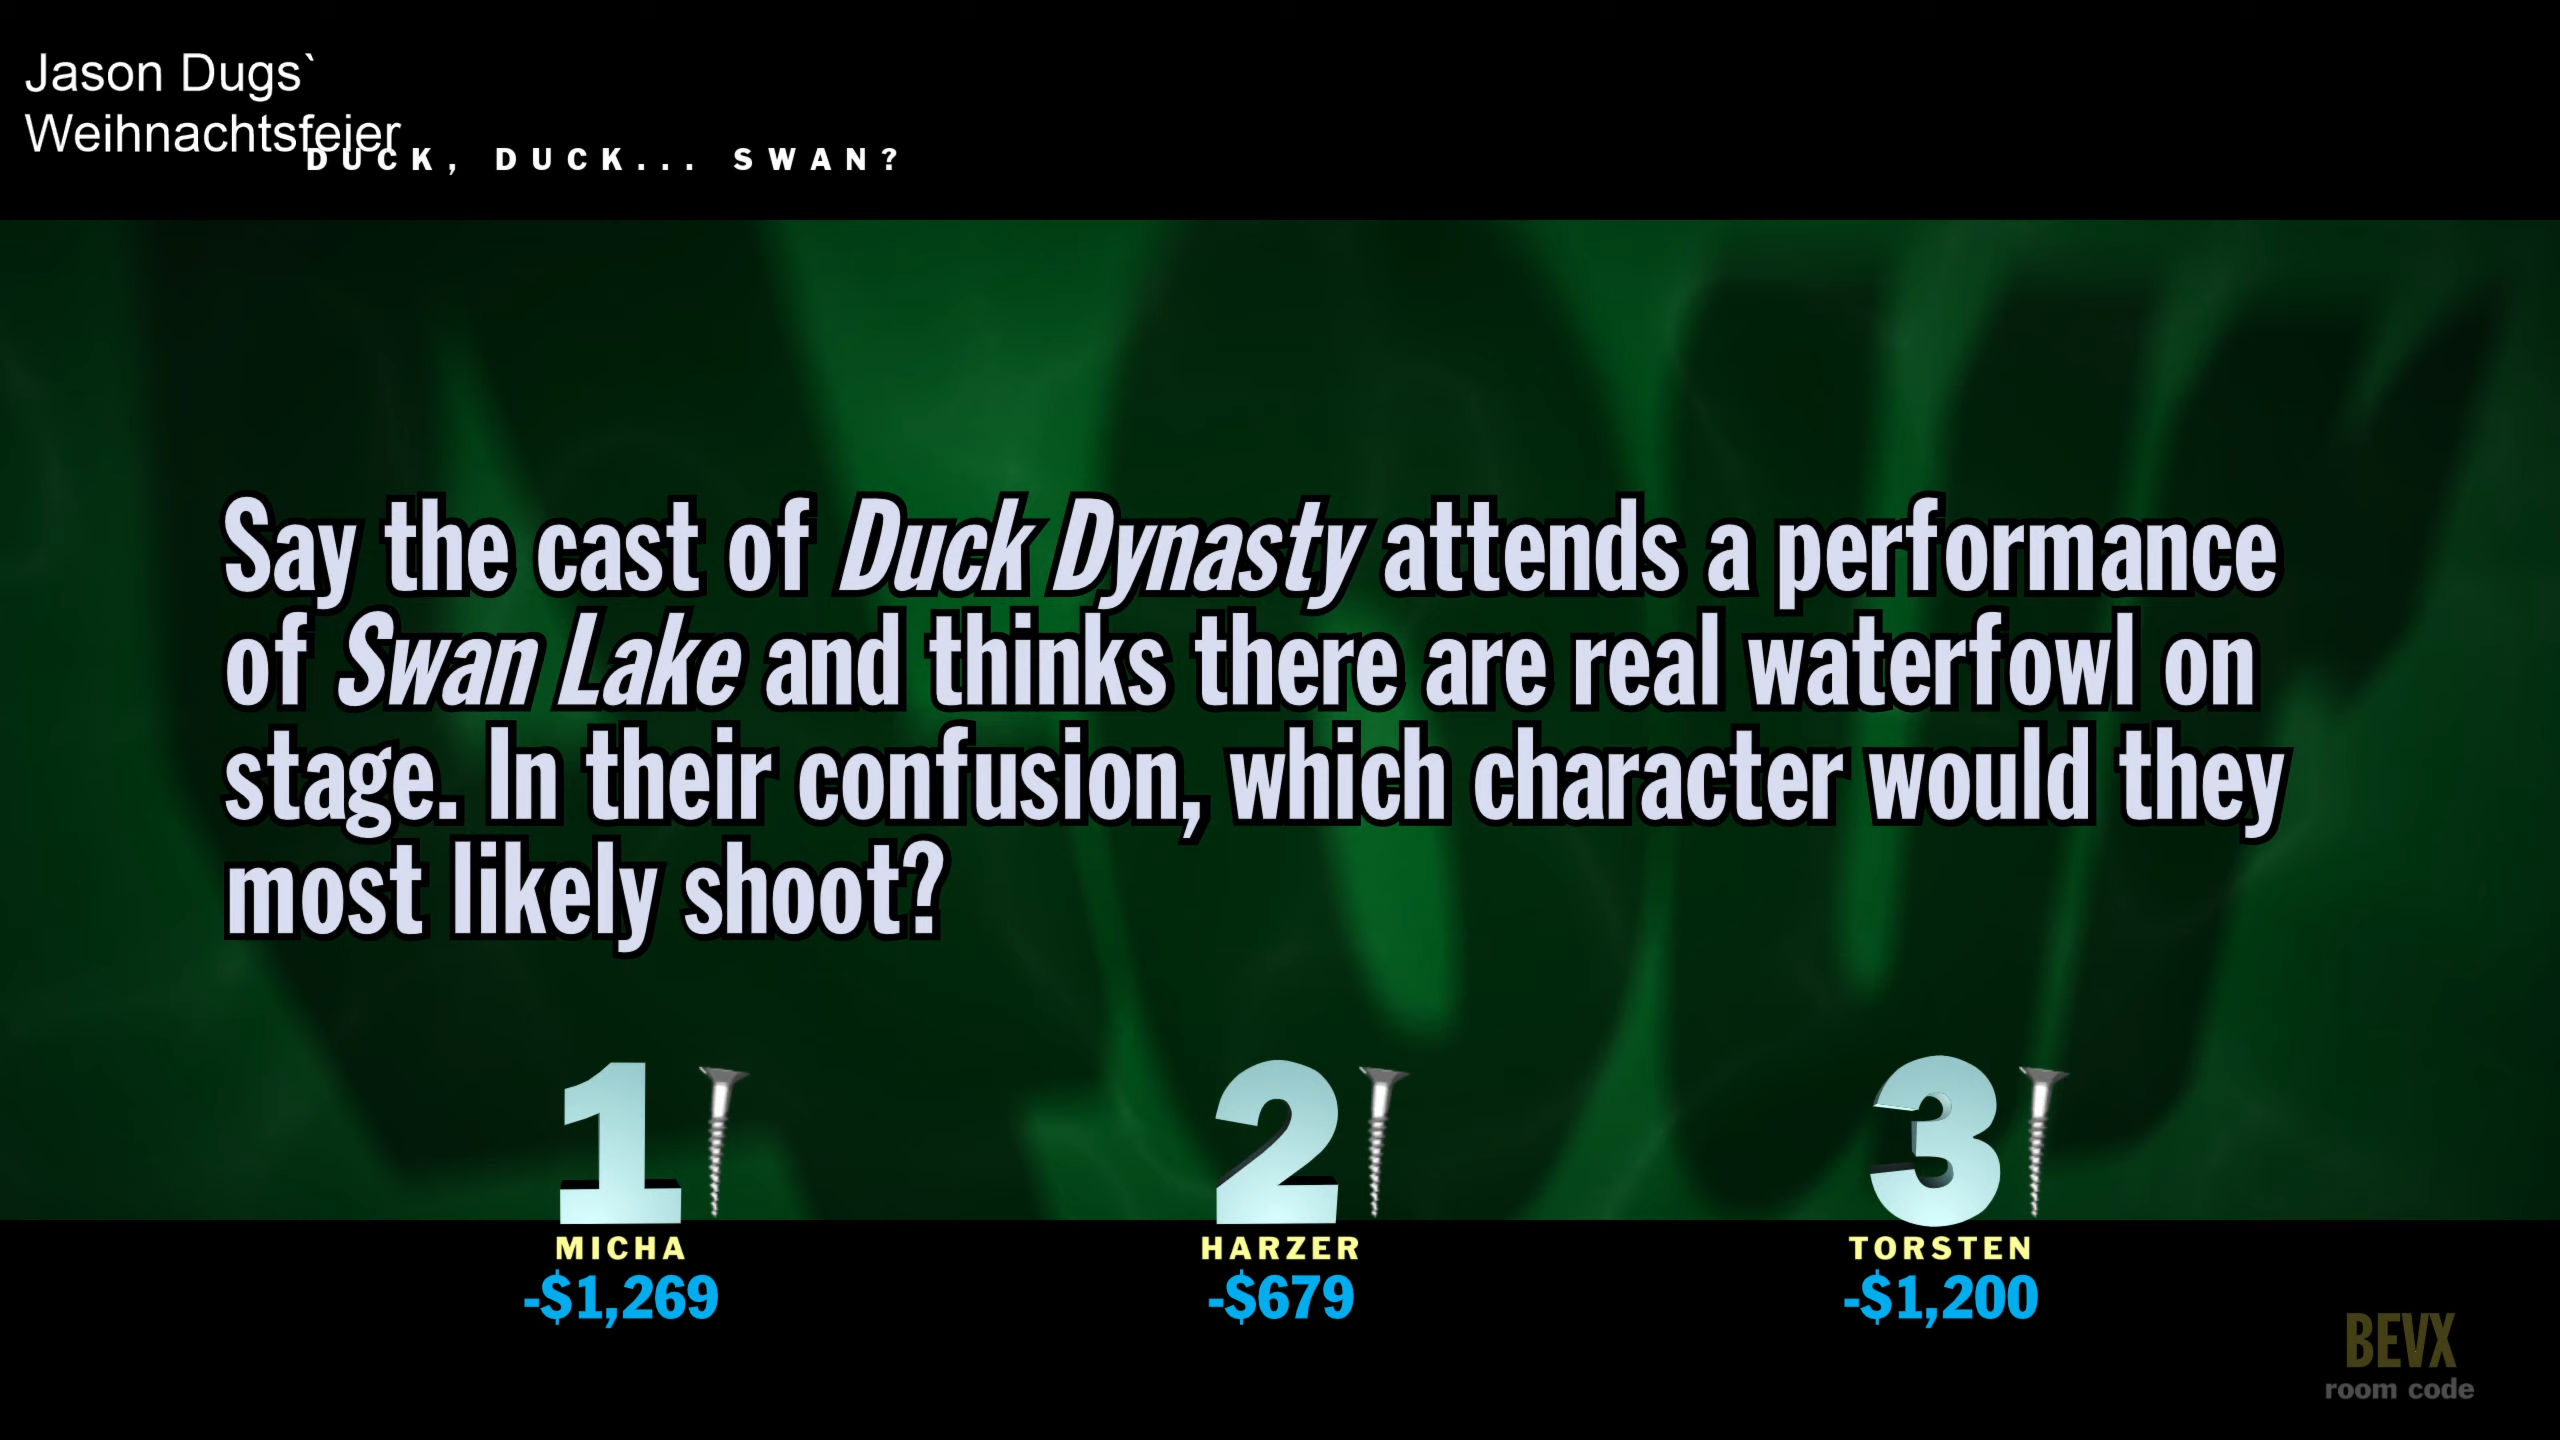 Jason Dugs`
Weihnachtsfeier
DUCK, DUCK... SWAN?
Say the cast of Duck Dynasty attends a performance
of Swan Lake and thinks there are real waterfowl on
stage. In their confusion, which character would they
most likely shoot?
1
2
3
MICHA
HARZER
TORSTEN
-$1,269
-$679
-$1,200
BEVX
room code